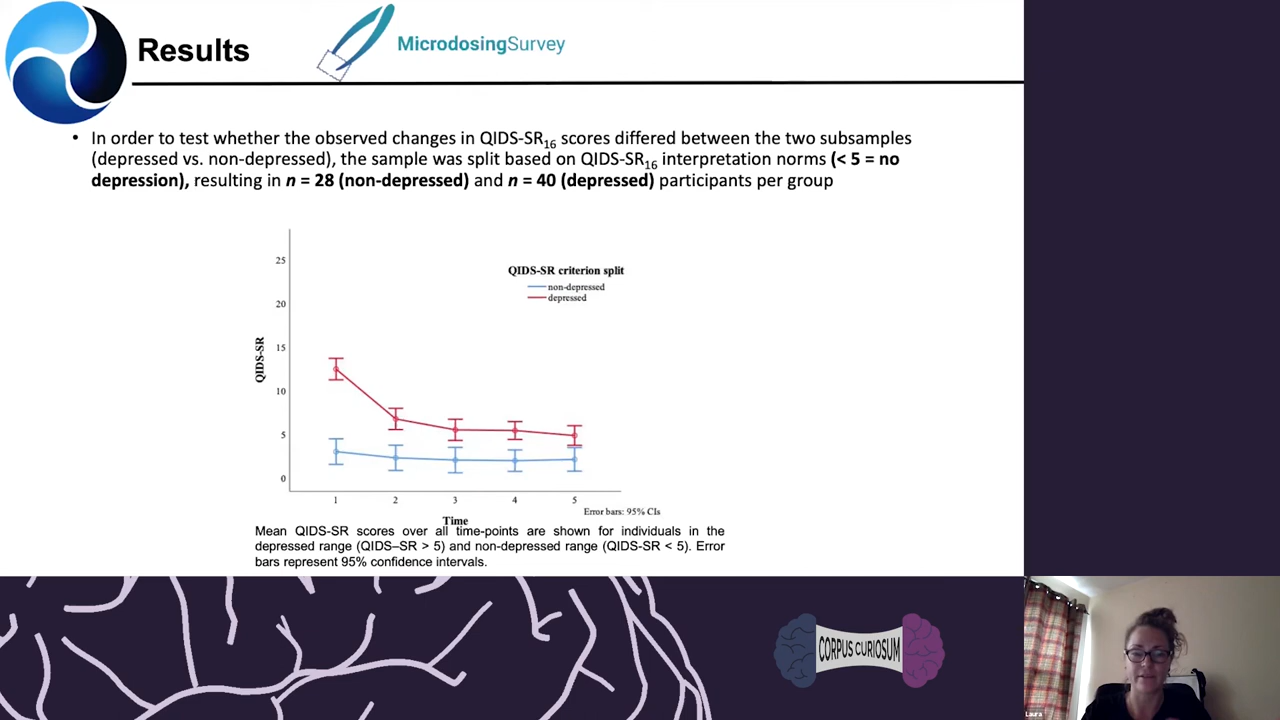 Results
MicrodosingSurvey
• In order to test whether the observed changes in QIDS-SR16 scores differed between the two subsamples
(depressed vs. non-depressed), the sample was split based on QIDS-SR16 interpretation norms (< 5 = no
depression), resulting in n = 28 (non-depressed) and n = 40 (depressed) participants per group
QIDS-SR criterion split
non-depressed
depressed
QIDS-SR
25
20
15
10
5
0
1 2 3 4 5
Time
Error bars: 95% CIs
Mean QIDS-SR scores over all time-points are shown for individuals in the
depressed range (QIDS–SR > 5) and non-depressed range (QIDS-SR < 5). Error
bars represent 95% confidence intervals.
CORPUS CURIOSUM
Laura